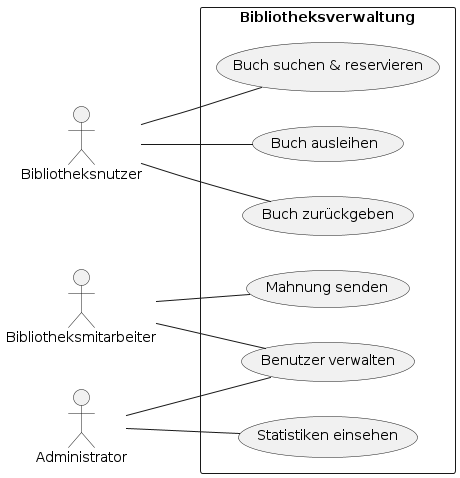 Bibliotheksverwaltung
Buch suchen & reservieren
Buch ausleihen
Bibliotheksnutzer
Buch zurückgeben
Mahnung senden
Bibliotheksmitarbeiter
Benutzer verwalten
Statistiken einsehen
Administrator